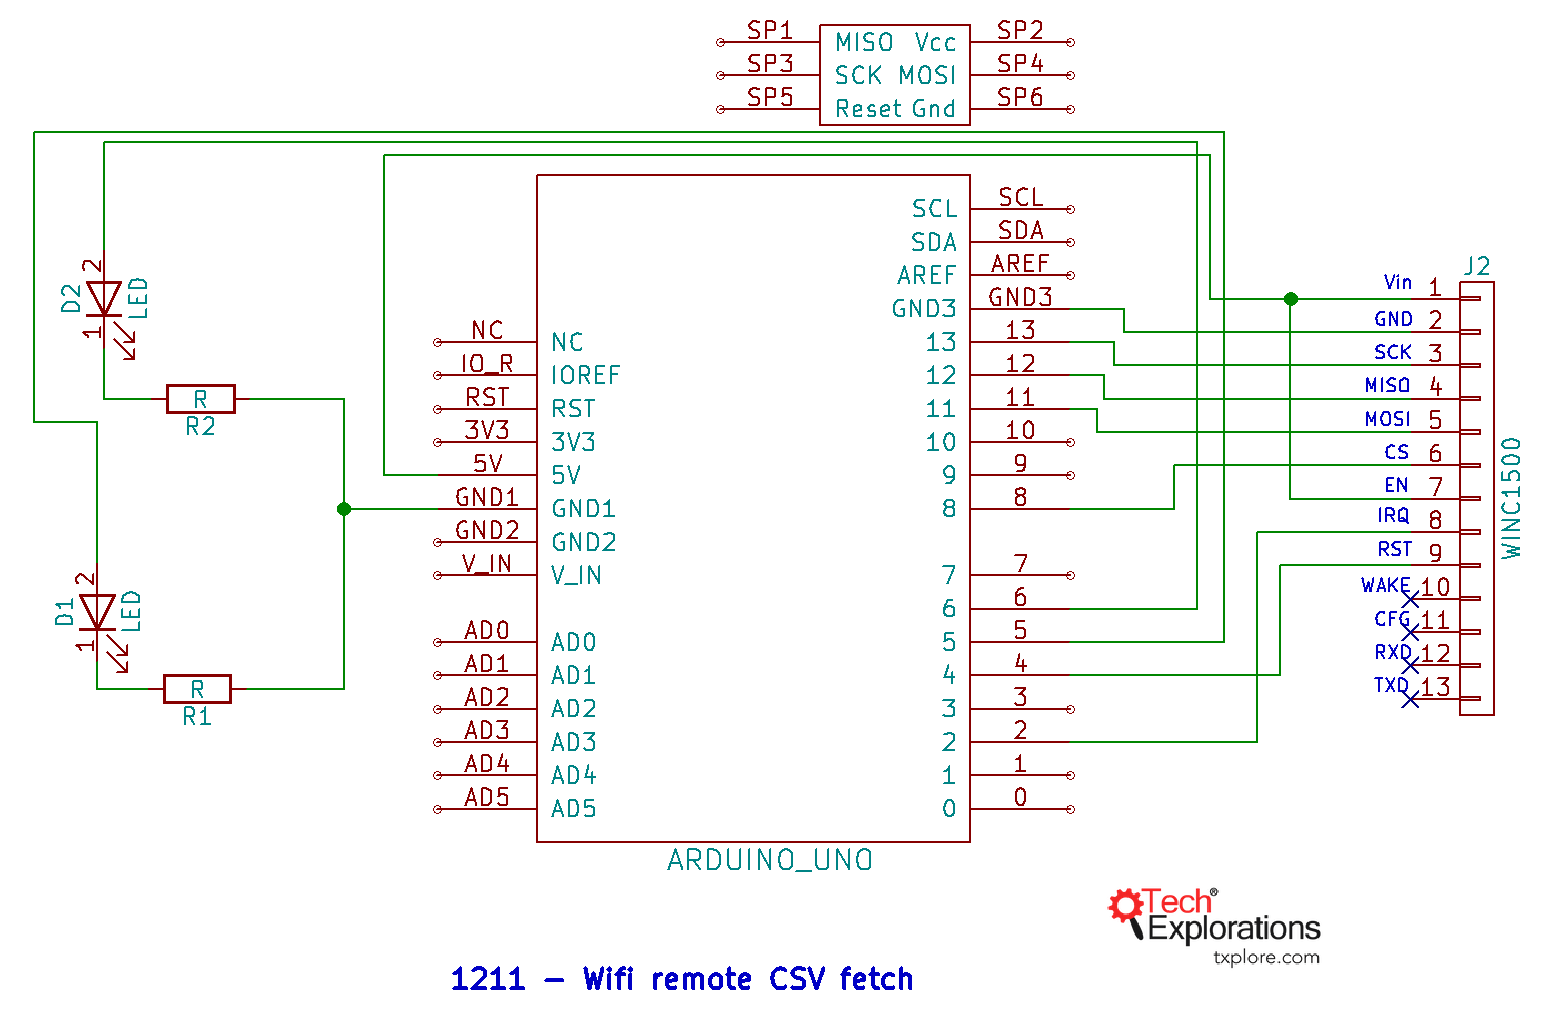 SP1 MISO Vcc SP2
SP3 SCK MOSI SP4
SP5 Reset Gnd SP6
SCL SCL
SDA SDA
AREF AREF
GND3 GND3
NC NC 13 13
IO_R IOREF 12 12
RST RST 11 11
3V3 3V3 10 10
5V 5V 9 9
GND1 GND1 8 8
GND2 GND2
V_IN V_IN 7 7
6 6
AD0 AD0 5 5
AD1 AD1 4 4
AD2 AD2 3 3
AD3 AD3 2 2
AD4 AD4 1 1
AD5 AD5 0 0
ARDUINO_UNO
2
D2
LED
1
R
R2
2
D1
LED
1
R
R1
J2
Vin 1
GND 2
SCK 3
MISO 4
MOSI 5
CS 6
EN 7
IRQ 8
RST 9
WAKE 10
CFG 11
RXD 12
TXD 13
WINC1500
Tech®
Explorations
txplore.com
1211 - Wifi remote CSV fetch